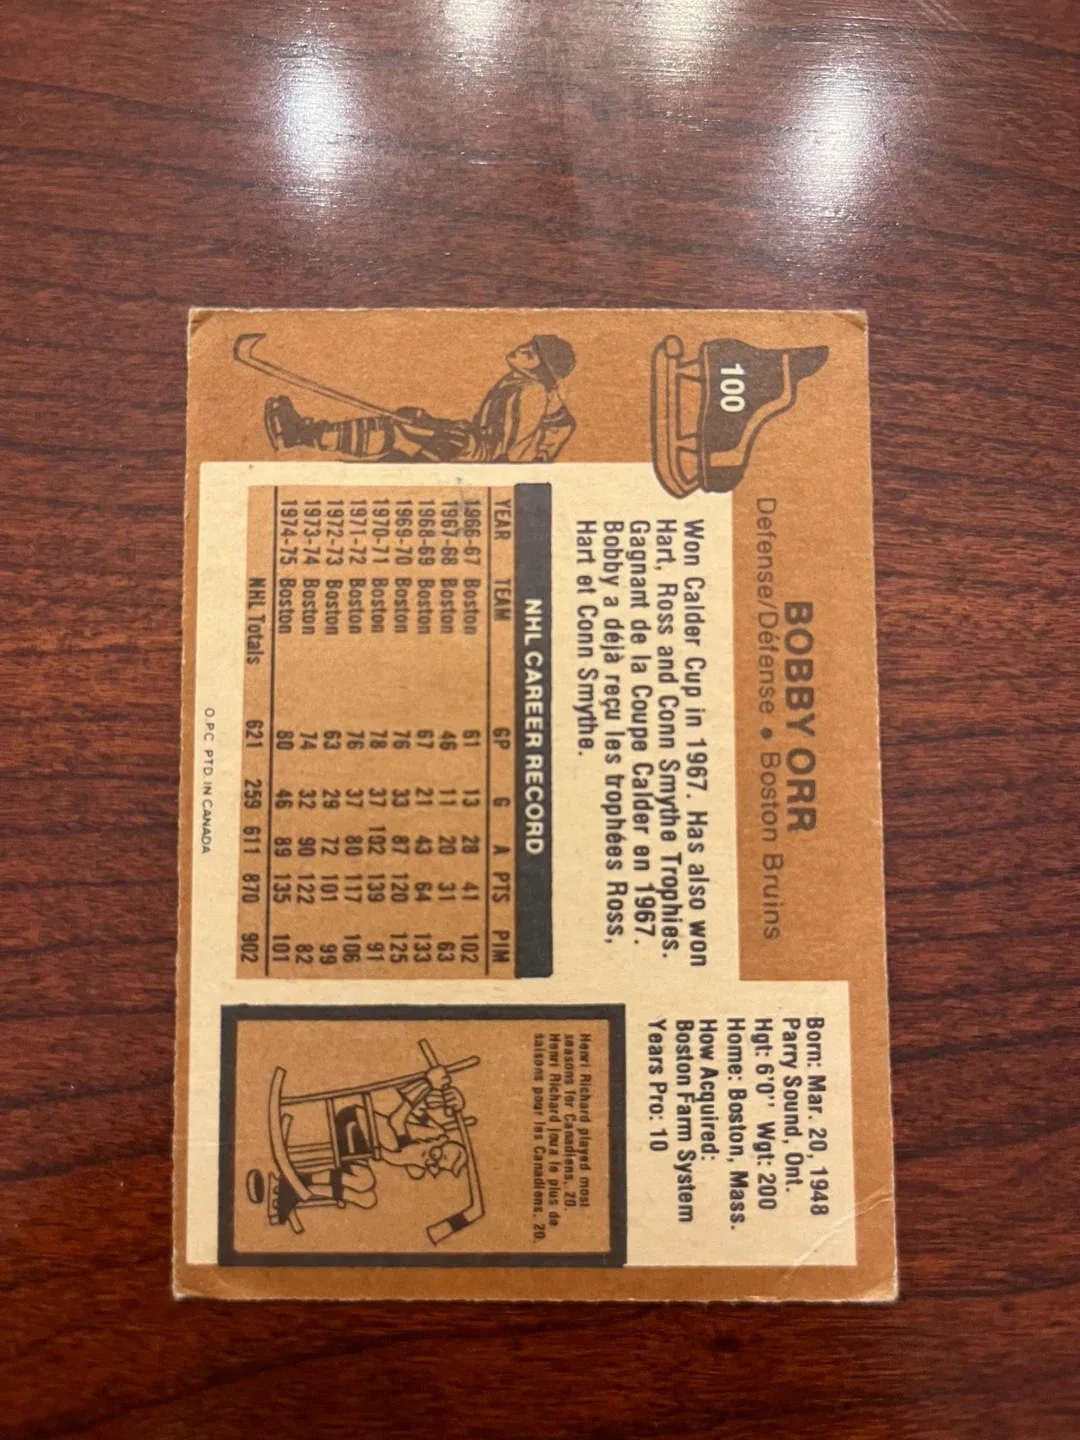 100
BOBBY ORR
Defense/Défense • Boston Bruins
Won Calder Cup in 1967. Has also won
Hart, Ross and Conn Smythe Trophies.
Gagnant de la Coupe Calder en 1967.
Bobby a déjà reçu les trophées Ross,
Hart et Conn Smythe.
NHL CAREER RECORD
YEAR TEAM GP G A PTS PIM
1966-67 Boston 61 13 28 41 102
1967-68 Boston 46 11 20 31 63
1968-69 Boston 67 21 43 64 133
1969-70 Boston 76 33 87 120 125
1970-71 Boston 78 37 102 139 91
1971-72 Boston 76 37 80 117 106
1972-73 Boston 63 29 72 101 99
1973-74 Boston 74 32 90 122 82
1974-75 Boston 80 46 89 135 101
NHL Totals 621 259 611 870 902
O.P.C. PTD. IN CANADA
Born: Mar. 20, 1948
Parry Sound, Ont.
Hgt: 6'0" Wgt: 200
Home: Boston, Mass.
How Acquired:
Boston Farm System
Years Pro: 10
Henri Richard played most
seasons for Canadiens, 20.
Henri Richard joua le plus de
saisons pour les Canadiens, 20.